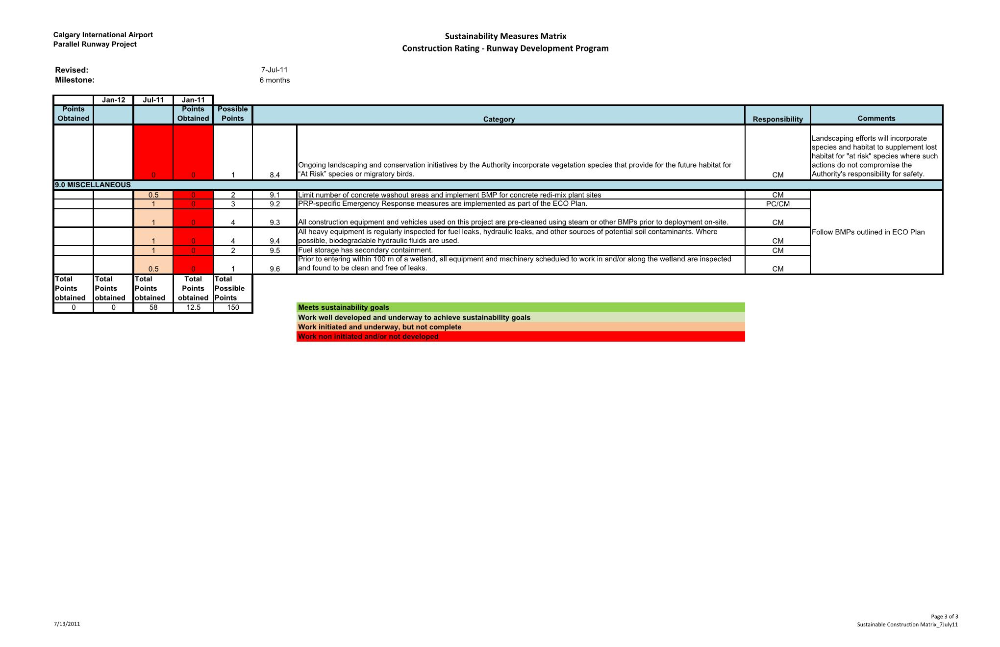 Calgary International Airport
Parallel Runway Project
Sustainability Measures Matrix
Construction Rating - Runway Development Program
Revised: 7-Jul-11
Milestone: 6 months
Jan-12 Jul-11 Jan-11
Points Obtained Points Obtained Possible Points Category Responsibility Comments
0 0 1 8.4 Ongoing landscaping and conservation initiatives by the Authority incorporate vegetation species that provide for the future habitat for
“At Risk” species or migratory birds. CM
Landscaping efforts will incorporate
species and habitat to supplement lost
habitat for "at risk" species where such
actions do not compromise the
Authority's responsibility for safety.
9.0 MISCELLANEOUS
0.5 0 2 9.1 Limit number of concrete washout areas and implement BMP for concrete redi-mix plant sites CM
1 0 3 9.2 PRP-specific Emergency Response measures are implemented as part of the ECO Plan. PC/CM
1 0 4 9.3 All construction equipment and vehicles used on this project are pre-cleaned using steam or other BMPs prior to deployment on-site. CM
1 0 4 9.4 All heavy equipment is regularly inspected for fuel leaks, hydraulic leaks, and other sources of potential soil contaminants. Where
possible, biodegradable hydraulic fluids are used. CM
Follow BMPs outlined in ECO Plan
1 0 2 9.5 Fuel storage has secondary containment. CM
0.5 0 1 9.6 Prior to entering within 100 m of a wetland, all equipment and machinery scheduled to work in and/or along the wetland are inspected
and found to be clean and free of leaks. CM
Total Points obtained Total Points obtained Total Points obtained Total Points obtained Total Possible Points
0 0 58 12.5 150
Meets sustainability goals
Work well developed and underway to achieve sustainability goals
Work initiated and underway, but not complete
Work non initiated and/or not developed
Page 3 of 3
7/13/2011 Sustainable Construction Matrix_7July11